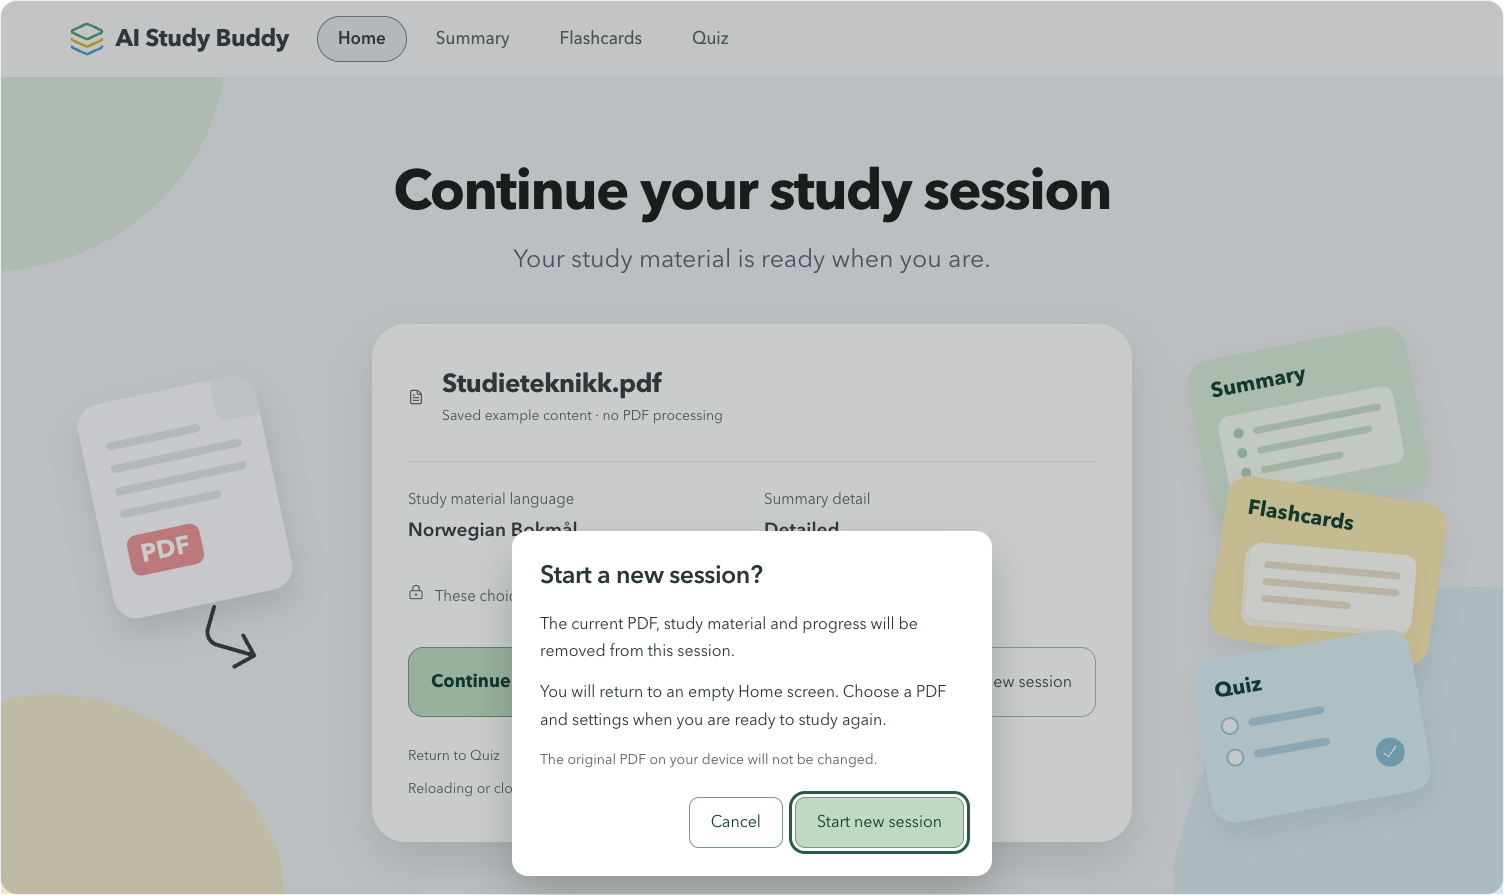 AI Study Buddy
Home
Summary
Flashcards
Quiz
Continue your study session
Your study material is ready when you are.
Studieteknikk.pdf
Saved example content · no PDF processing
Study material language
Norwegian Bokmål
Summary detail
Detailed
These
Continue
ew session
Return to Quiz
Reloading or
Start a new session?
The current PDF, study material and progress will be
removed from this session.
You will return to an empty Home screen. Choose a PDF
and settings when you are ready to study again.
The original PDF on your device will not be changed.
Cancel
Start new session
PDF
Summary
Flashcards
Quiz